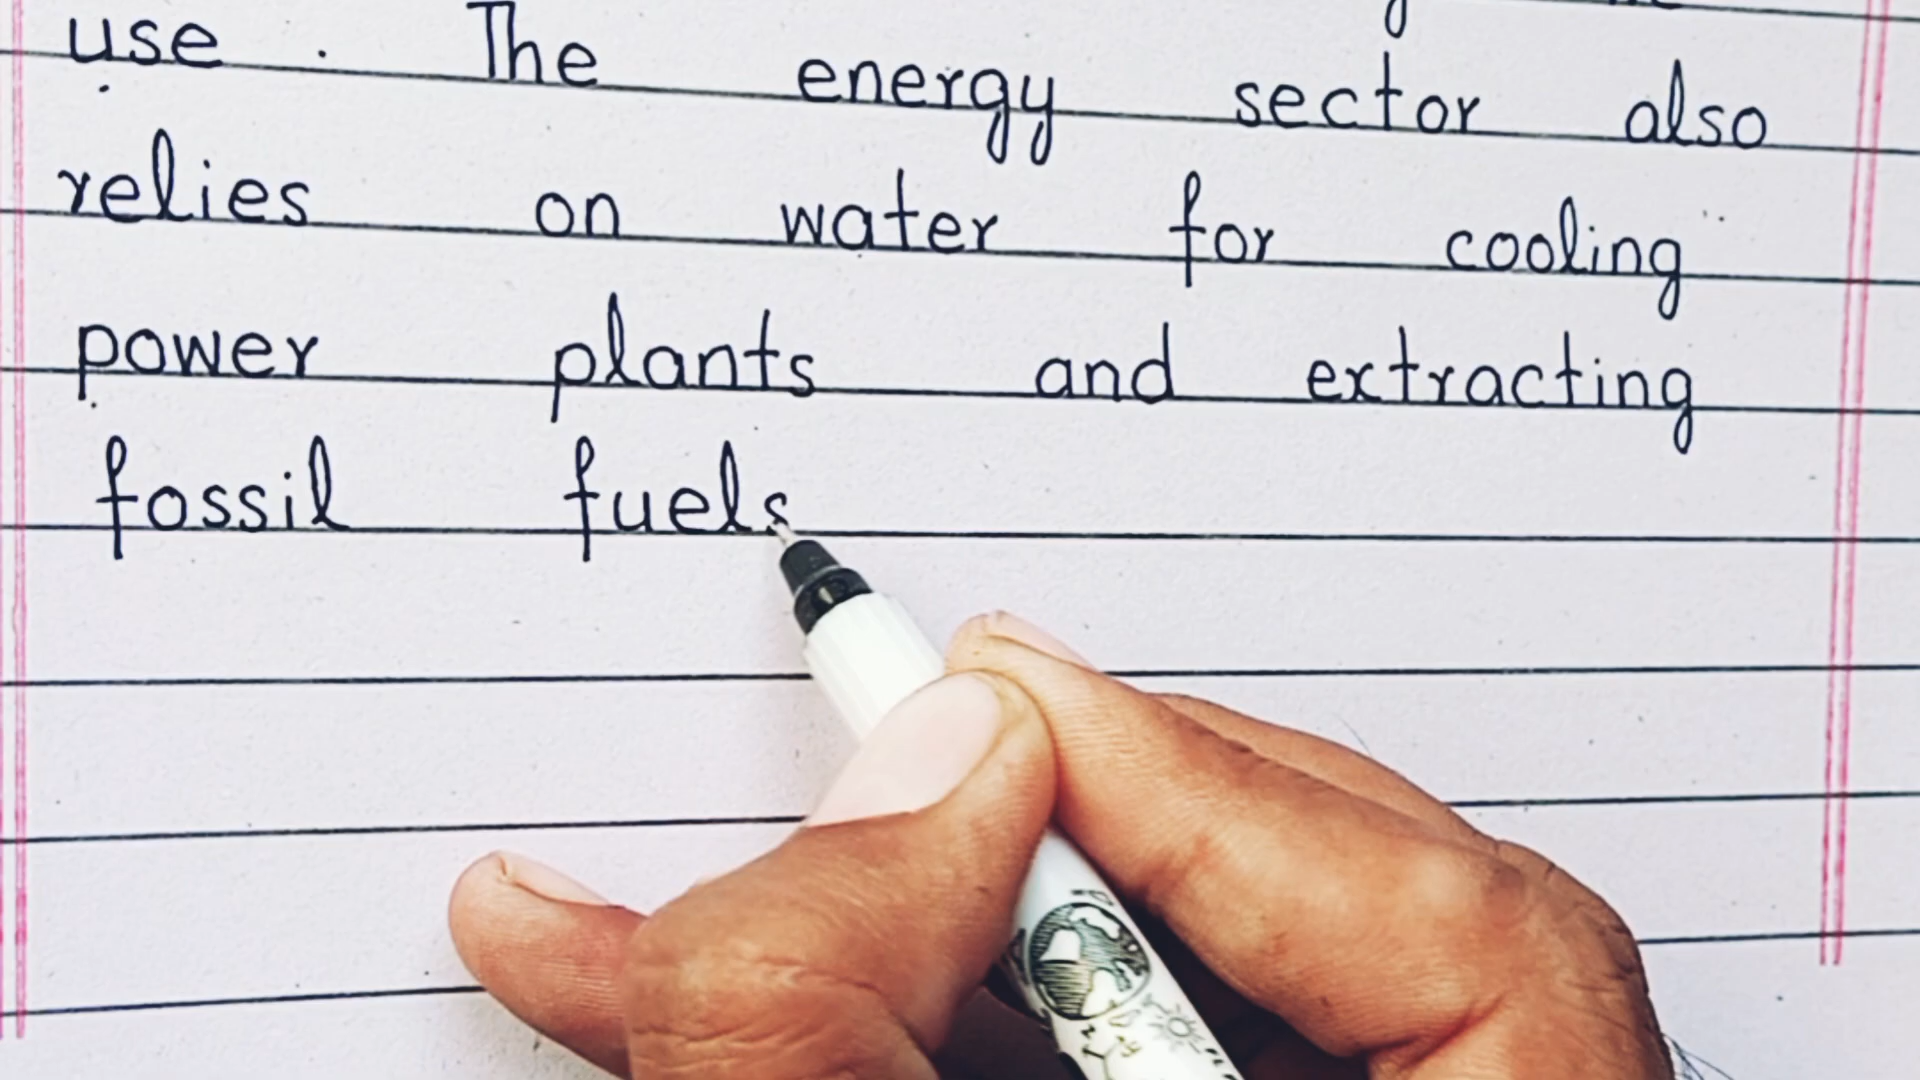 use. The energy sector also
relies on water for cooling
power plants and extracting
fossil fuels